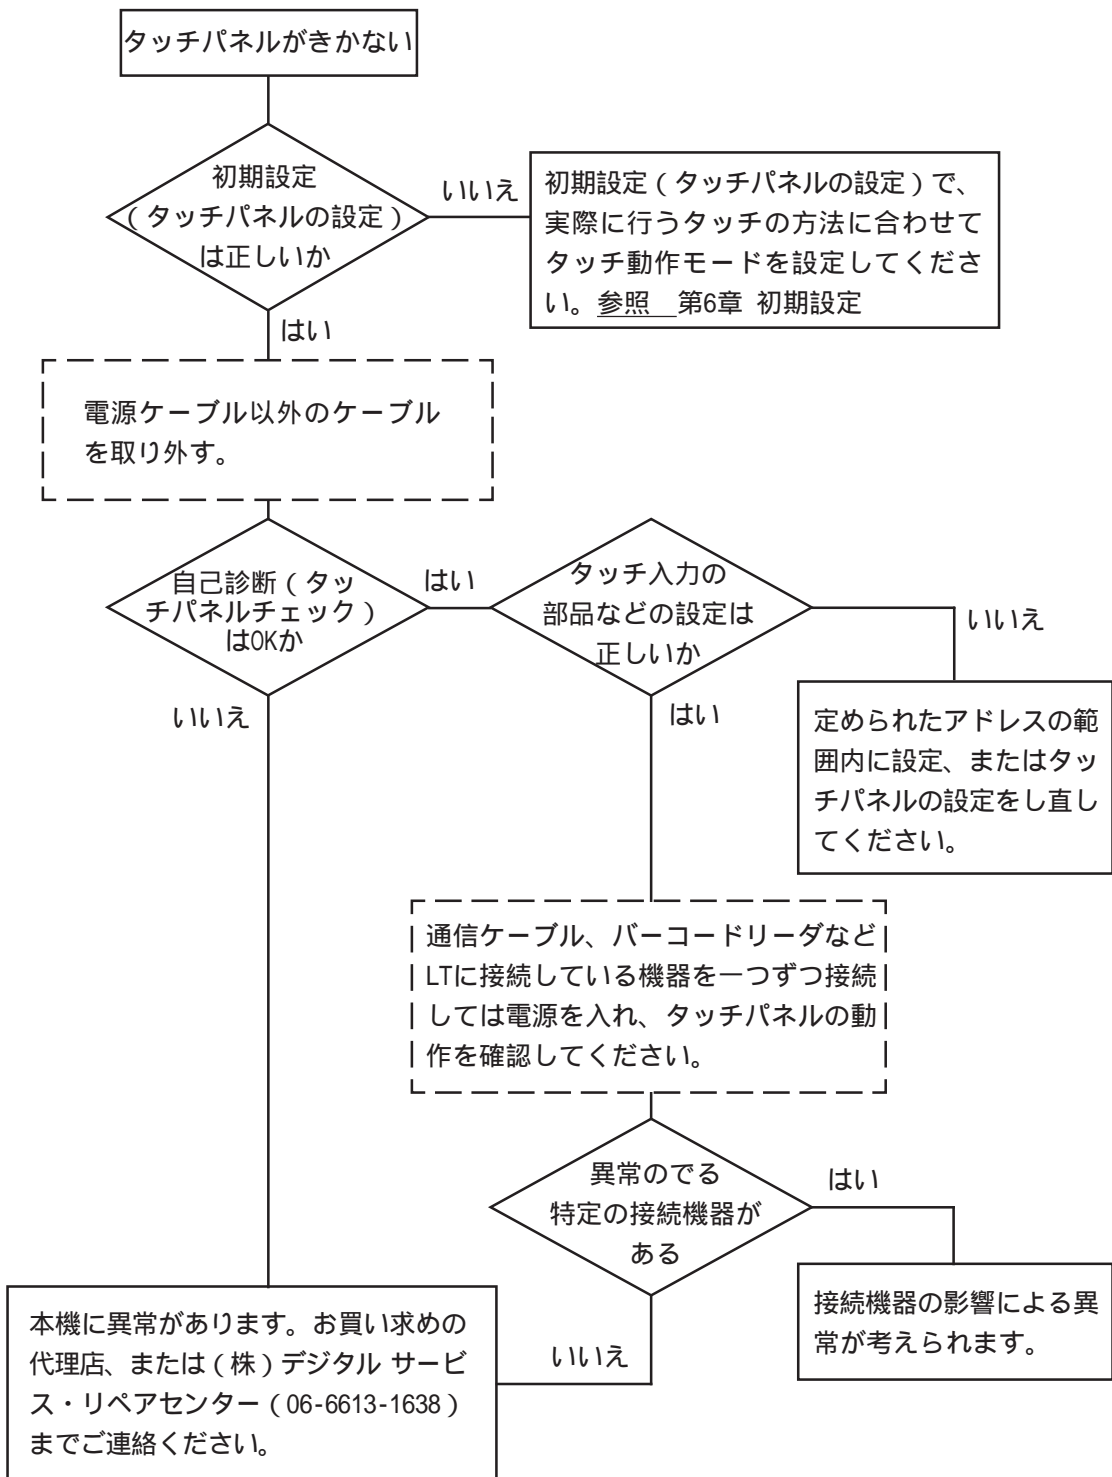 タッチパネルがきかない
初期設定
(タッチパネルの設定)
は正しいか
いいえ
初期設定(タッチパネルの設定)で、
実際に行うタッチの方法に合わせて
タッチ動作モードを設定してくださ
い。参照 第6章 初期設定
はい
電源ケーブル以外のケーブル
を取り外す。
自己診断(タッ
チパネルチェック)
はOKか
はい
タッチ入力の
部品などの設定は
正しいか
いいえ
いいえ
はい
定められたアドレスの範
囲内に設定、またはタッ
チパネルの設定をし直し
てください。
通信ケーブル、バーコードリーダなど
LTに接続している機器を一つずつ接続
しては電源を入れ、タッチパネルの動
作を確認してください。
異常のでる
特定の接続機器が
ある
はい
接続機器の影響による異
常が考えられます。
いいえ
本機に異常があります。お買い求めの
代理店、または(株)デジタル サービ
ス・リペアセンター(06-6613-1638)
までご連絡ください。